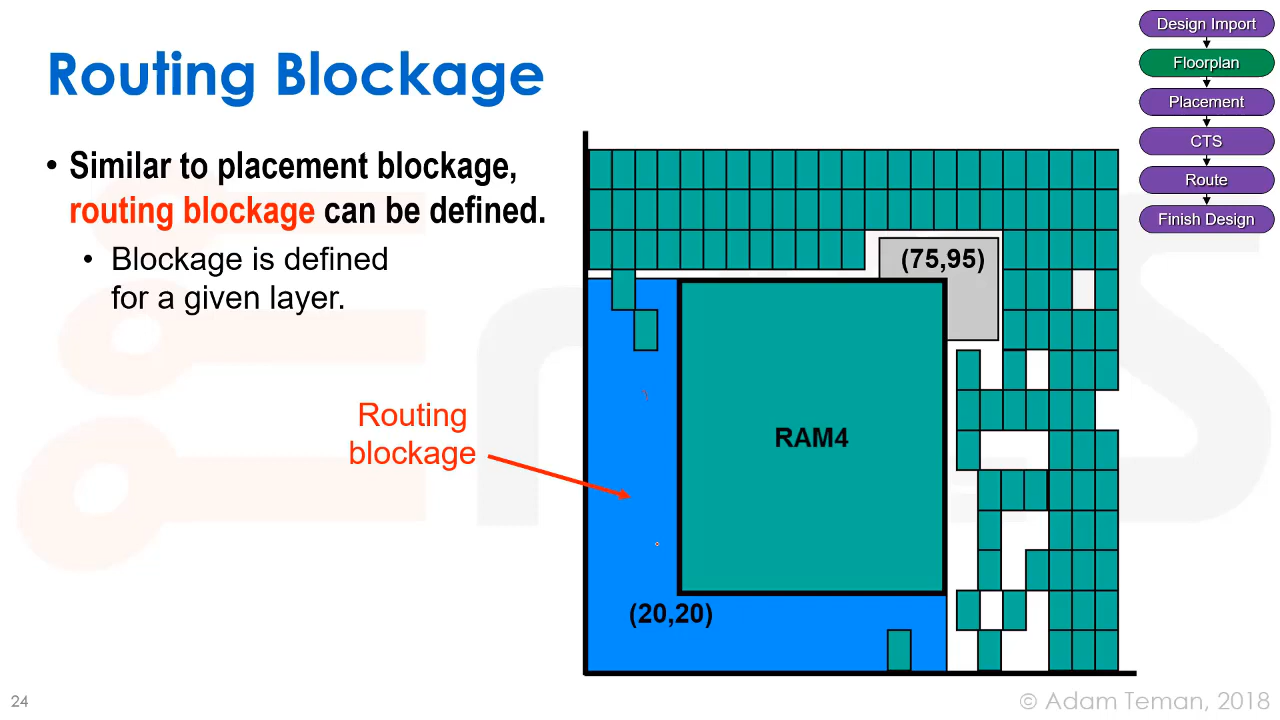 Routing Blockage
• Similar to placement blockage,
routing blockage can be defined.
• Blockage is defined
for a given layer.
Routing
blockage
(75,95)
RAM4
(20,20)
Design Import
Floorplan
Placement
CTS
Route
Finish Design
24
© Adam Teman, 2018